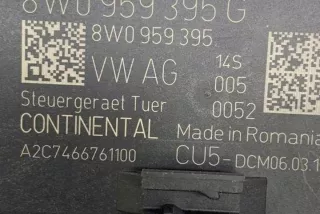 8W0 959 395 G
8W0 959 395
VW AG 14S
005
Steuergeraet Tuer 0052
CONTINENTAL Made in Romania
A2C7466761100 CU5-DCM06.03.1